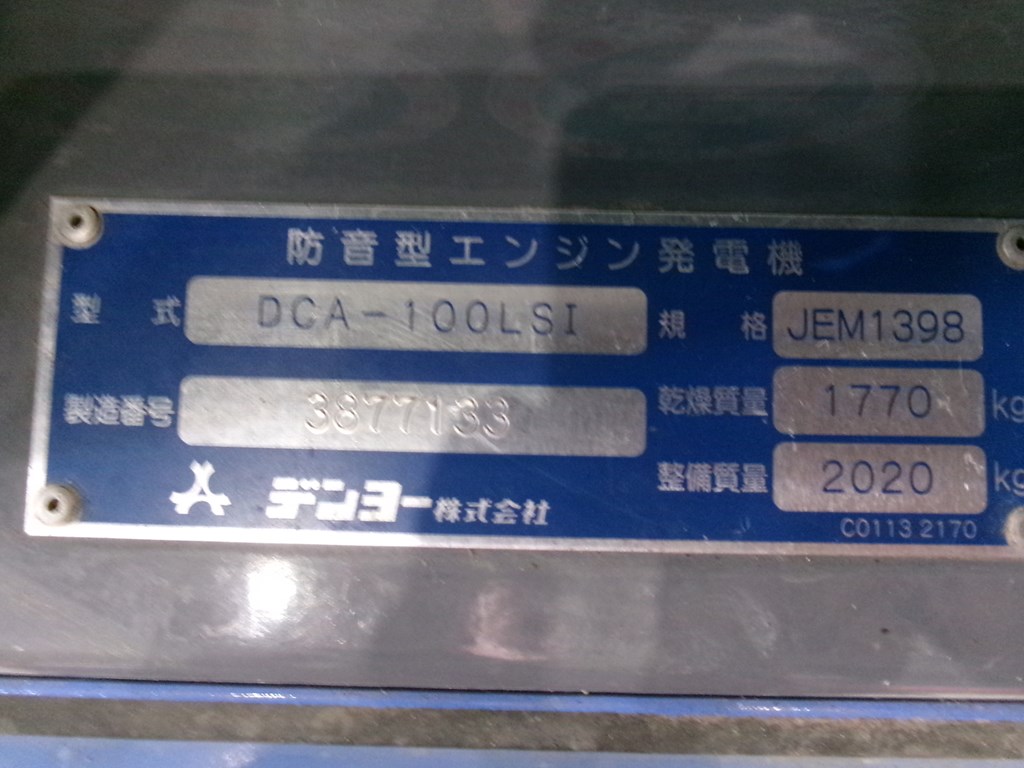 防音型エンジン発電機
型式 DCA-100LSI 規格 JEM1398
製造番号 3877133 乾燥質量 1770 kg
整備質量 2020 kg
デンヨー株式会社
C0113 2170